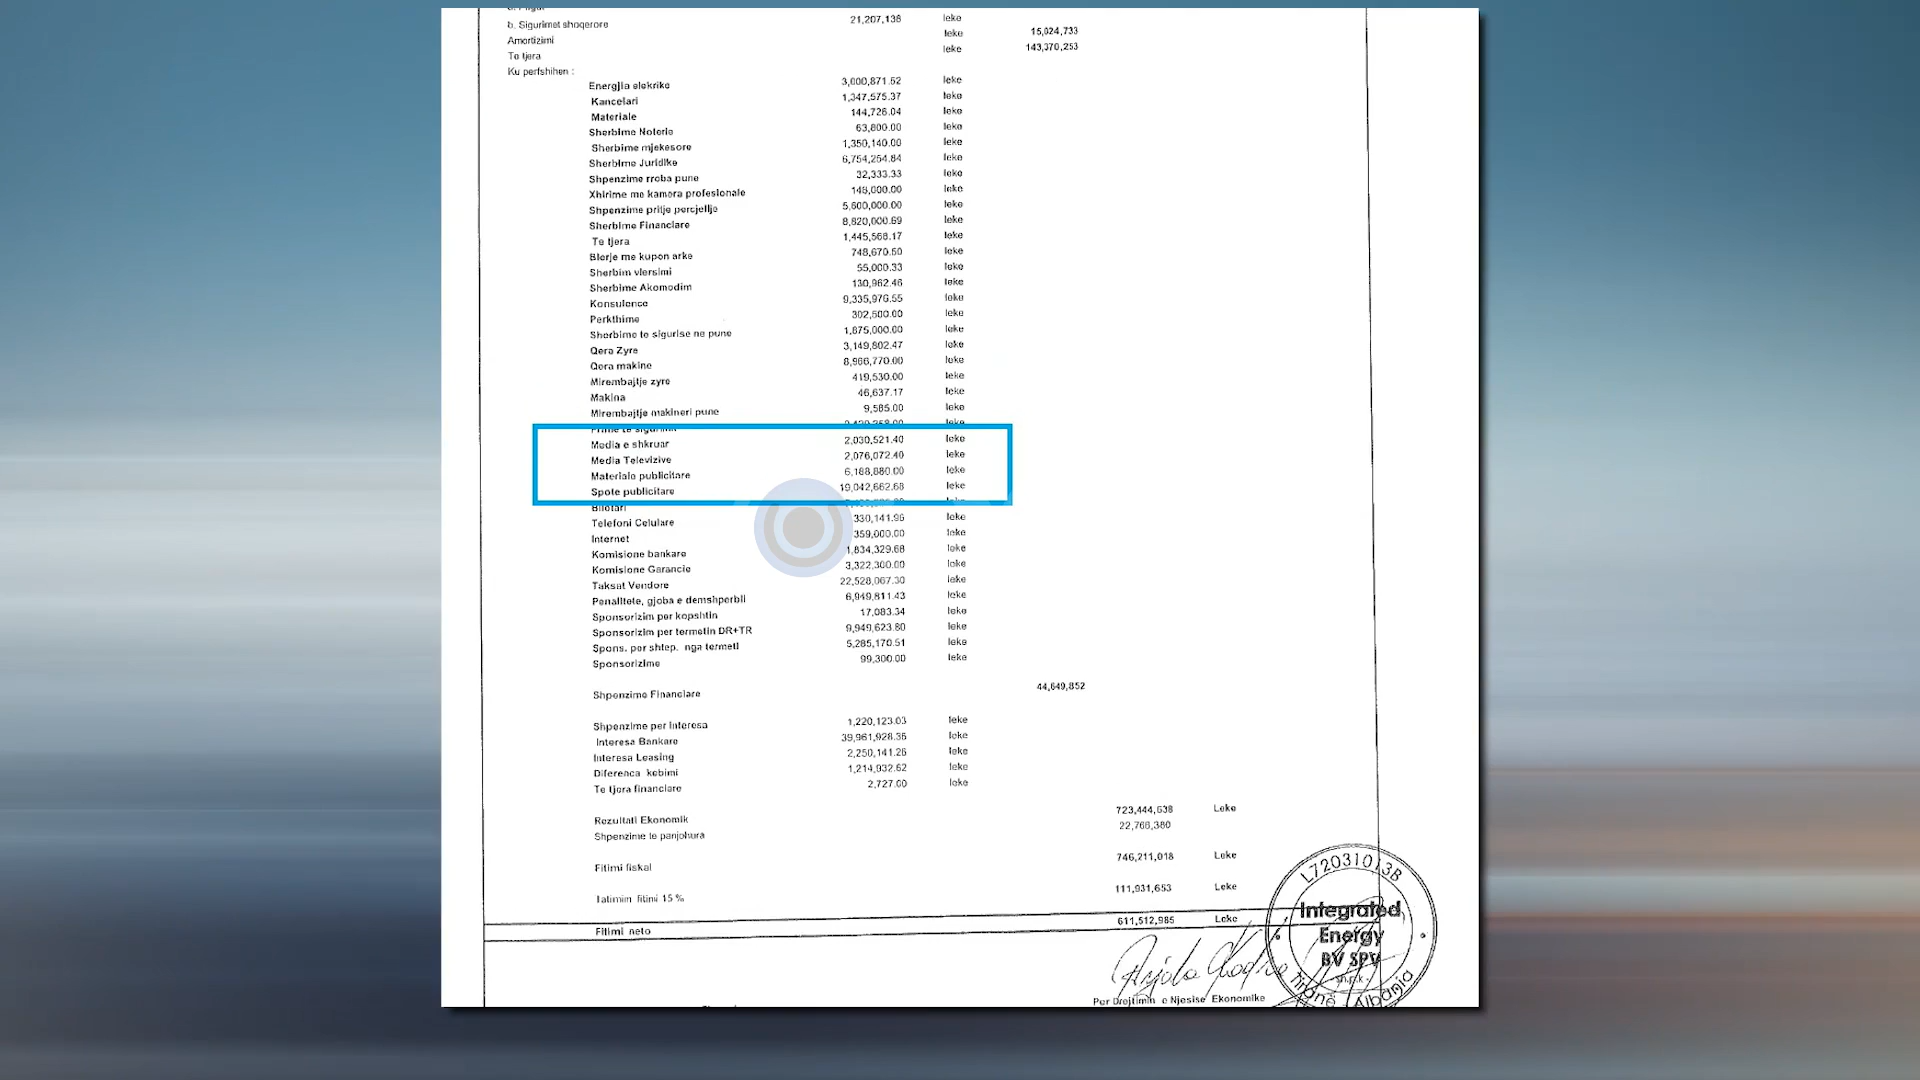 b. Sigurimet shoqerore 21,207,138 leke
Amortizimi leke 15,024,733
Te tjera leke 143,370,253
Ku perfshihen :
Energjia elekrike 3,000,871.52 leke
Kancelari 1,347,575.37 leke
Materiale 144,726.04 leke
Sherbime Noterie 63,800.00 leke
Sherbime mjekesore 1,350,140.00 leke
Sherbime Juridike 6,754,254.84 leke
Shpenzime rroba pune 32,333.33 leke
Xhirime me kamera profesionale 148,000.00 leke
Shpenzime pritje percjellje 5,600,000.00 leke
Sherbime Financiare 8,820,000.69 leke
Te tjera 1,445,568.17 leke
Blerje me kupon arke 748,670.50 leke
Sherbim vlersimi 55,000.33 leke
Sherbime Akomodim 130,962.46 leke
Konsulence 9,335,976.55 leke
Perkthime 302,500.00 leke
Sherbime te sigurise ne pune 1,875,000.00 leke
Qera Zyre 3,149,802.47 leke
Qera makine 8,966,770.00 leke
Mirembajtje zyre 419,530.00 leke
Makina 46,637.17 leke
Mirembajtje makineri pune 9,585.00 leke
Prime te sigurimit leke
Media e shkruar 2,030,521.40 leke
Media Televizive 2,076,072.40 leke
Materiale publicitare 6,188,880.00 leke
Spote publicitare 19,042,662.68 leke
Biletari
Telefoni Celulare 330,141.96 leke
Internet 359,000.00 leke
Komisione bankare 1,834,329.68 leke
Komisione Garancie 3,322,300.00 leke
Taksat Vendore 22,528,067.30 leke
Penalitete, gjoba e demshperbli 6,949,811.43 leke
Sponsorizim per kopshtin 17,083.34 leke
Sponsorizim per termetin DR+TR 9,949,623.80 leke
Spons. per shtep. nga termeti 5,285,170.51 leke
Sponsorizime 99,300.00 leke
Shpenzime Financiare 44,649,852
Shpenzime per Interesa 1,220,123.03 leke
Interesa Bankare 39,961,928.36 leke
Interesa Leasing 2,250,141.26 leke
Diferenca kebimi 1,214,932.62 leke
Te tjera financiare 2,727.00 leke
Rezultati Ekonomik 723,444,638 Leke
Shpenzime te panjohura 22,766,380
Fitimi fiskal 746,211,018 Leke
Tatimin fitimi 15 % 111,931,653 Leke
Fitimi neto 611,512,985 Leke
L72031013B
Integrated
Energy
BV SPV
sh.p.k
Tiranë - Albania
Per Drejtimin e Njesise Ekonomike